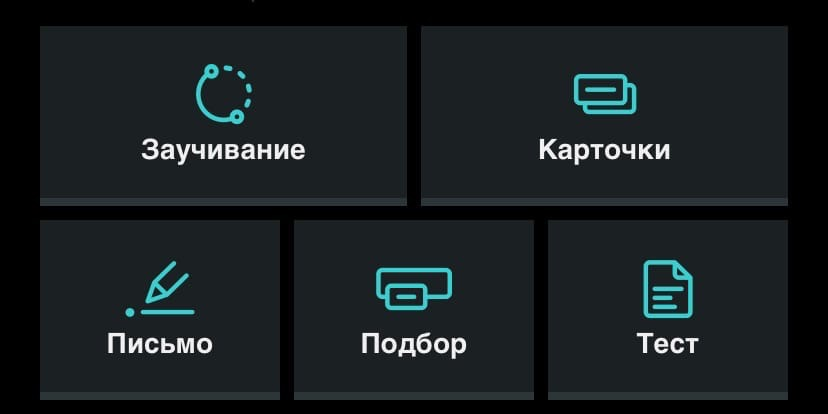 Заучивание
Карточки
Письмо
Подбор
Тест